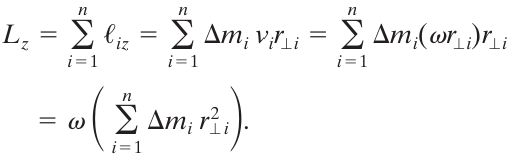 L_z = \sum_{i=1}^{n} \ell_{iz} = \sum_{i=1}^{n} \Delta m_i \, v_i r_{\perp i} = \sum_{i=1}^{n} \Delta m_i (\omega r_{\perp i}) r_{\perp i}
= \omega \left( \sum_{i=1}^{n} \Delta m_i \, r_{\perp i}^2 \right).